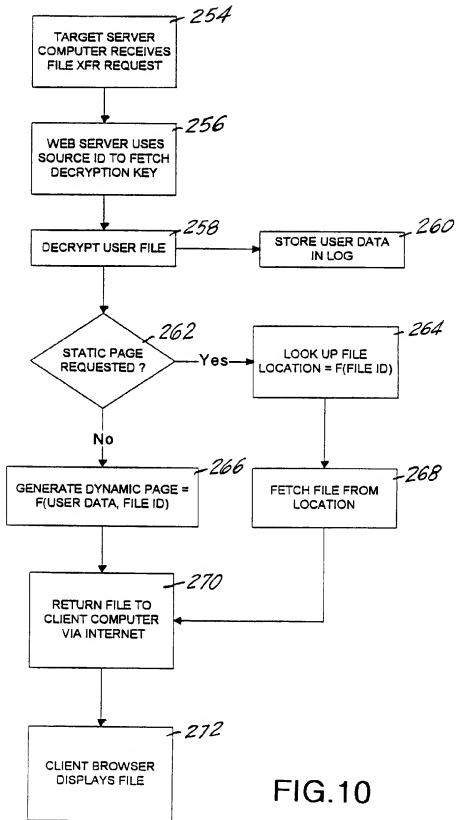 254
TARGET SERVER
COMPUTER RECEIVES
FILE XFR REQUEST
256
WEB SERVER USES
SOURCE ID TO FETCH
DECRYPTION KEY
258
DECRYPT USER FILE
260
STORE USER DATA
IN LOG
262
STATIC PAGE
REQUESTED ?
Yes
264
LOOK UP FILE
LOCATION = F(FILE ID)
No
266
GENERATE DYNAMIC PAGE =
F(USER DATA, FILE ID)
268
FETCH FILE FROM
LOCATION
270
RETURN FILE TO
CLIENT COMPUTER
VIA INTERNET
272
CLIENT BROWSER
DISPLAYS FILE
FIG.10